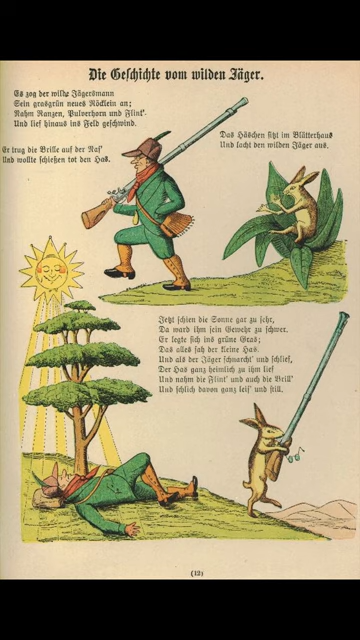 Die Geschichte vom wilden Jäger.
Es zog der wilde Jägersmann
Sein grasgrün neues Röcklein an;
Nahm Ranzen, Pulverhorn und Flint'
Und lief hinaus ins Feld geschwind.
Er trug die Brille auf der Nas'
Und wollte schießen tot den Has.
Das Häschen sitzt im Blätterhaus
Und lacht den wilden Jäger aus.
Jetzt schien die Sonne gar zu sehr,
Da ward ihm sein Gewehr zu schwer.
Er legte sich ins grüne Gras;
Das alles sah der kleine Has.
Und als der Jäger schnarcht' und schlief,
Der Has ganz heimlich zu ihm lief
Und nahm die Flint' und auch die Brill'
Und schlich davon ganz leis' und still.
(12)